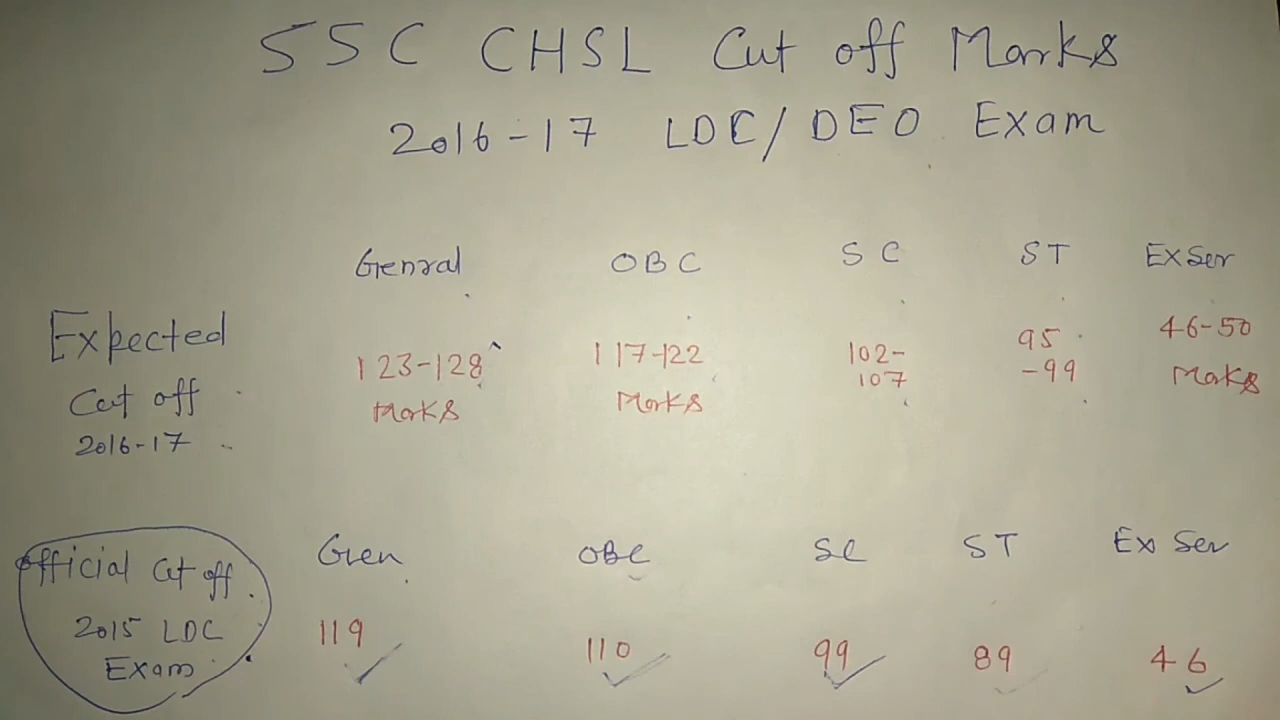 SSC CHSL Cut off Marks
2016-17 LDC/DEO Exam
Genral OBC SC ST Ex Ser
Expected
Cut off
2016-17
123-128
Marks
117-122
Marks
102-
107
95
-99
46-50
Marks
Official Cut off
2015 LDC
Exam
Gen OBC SC ST Ex Ser
119 110 99 89 46